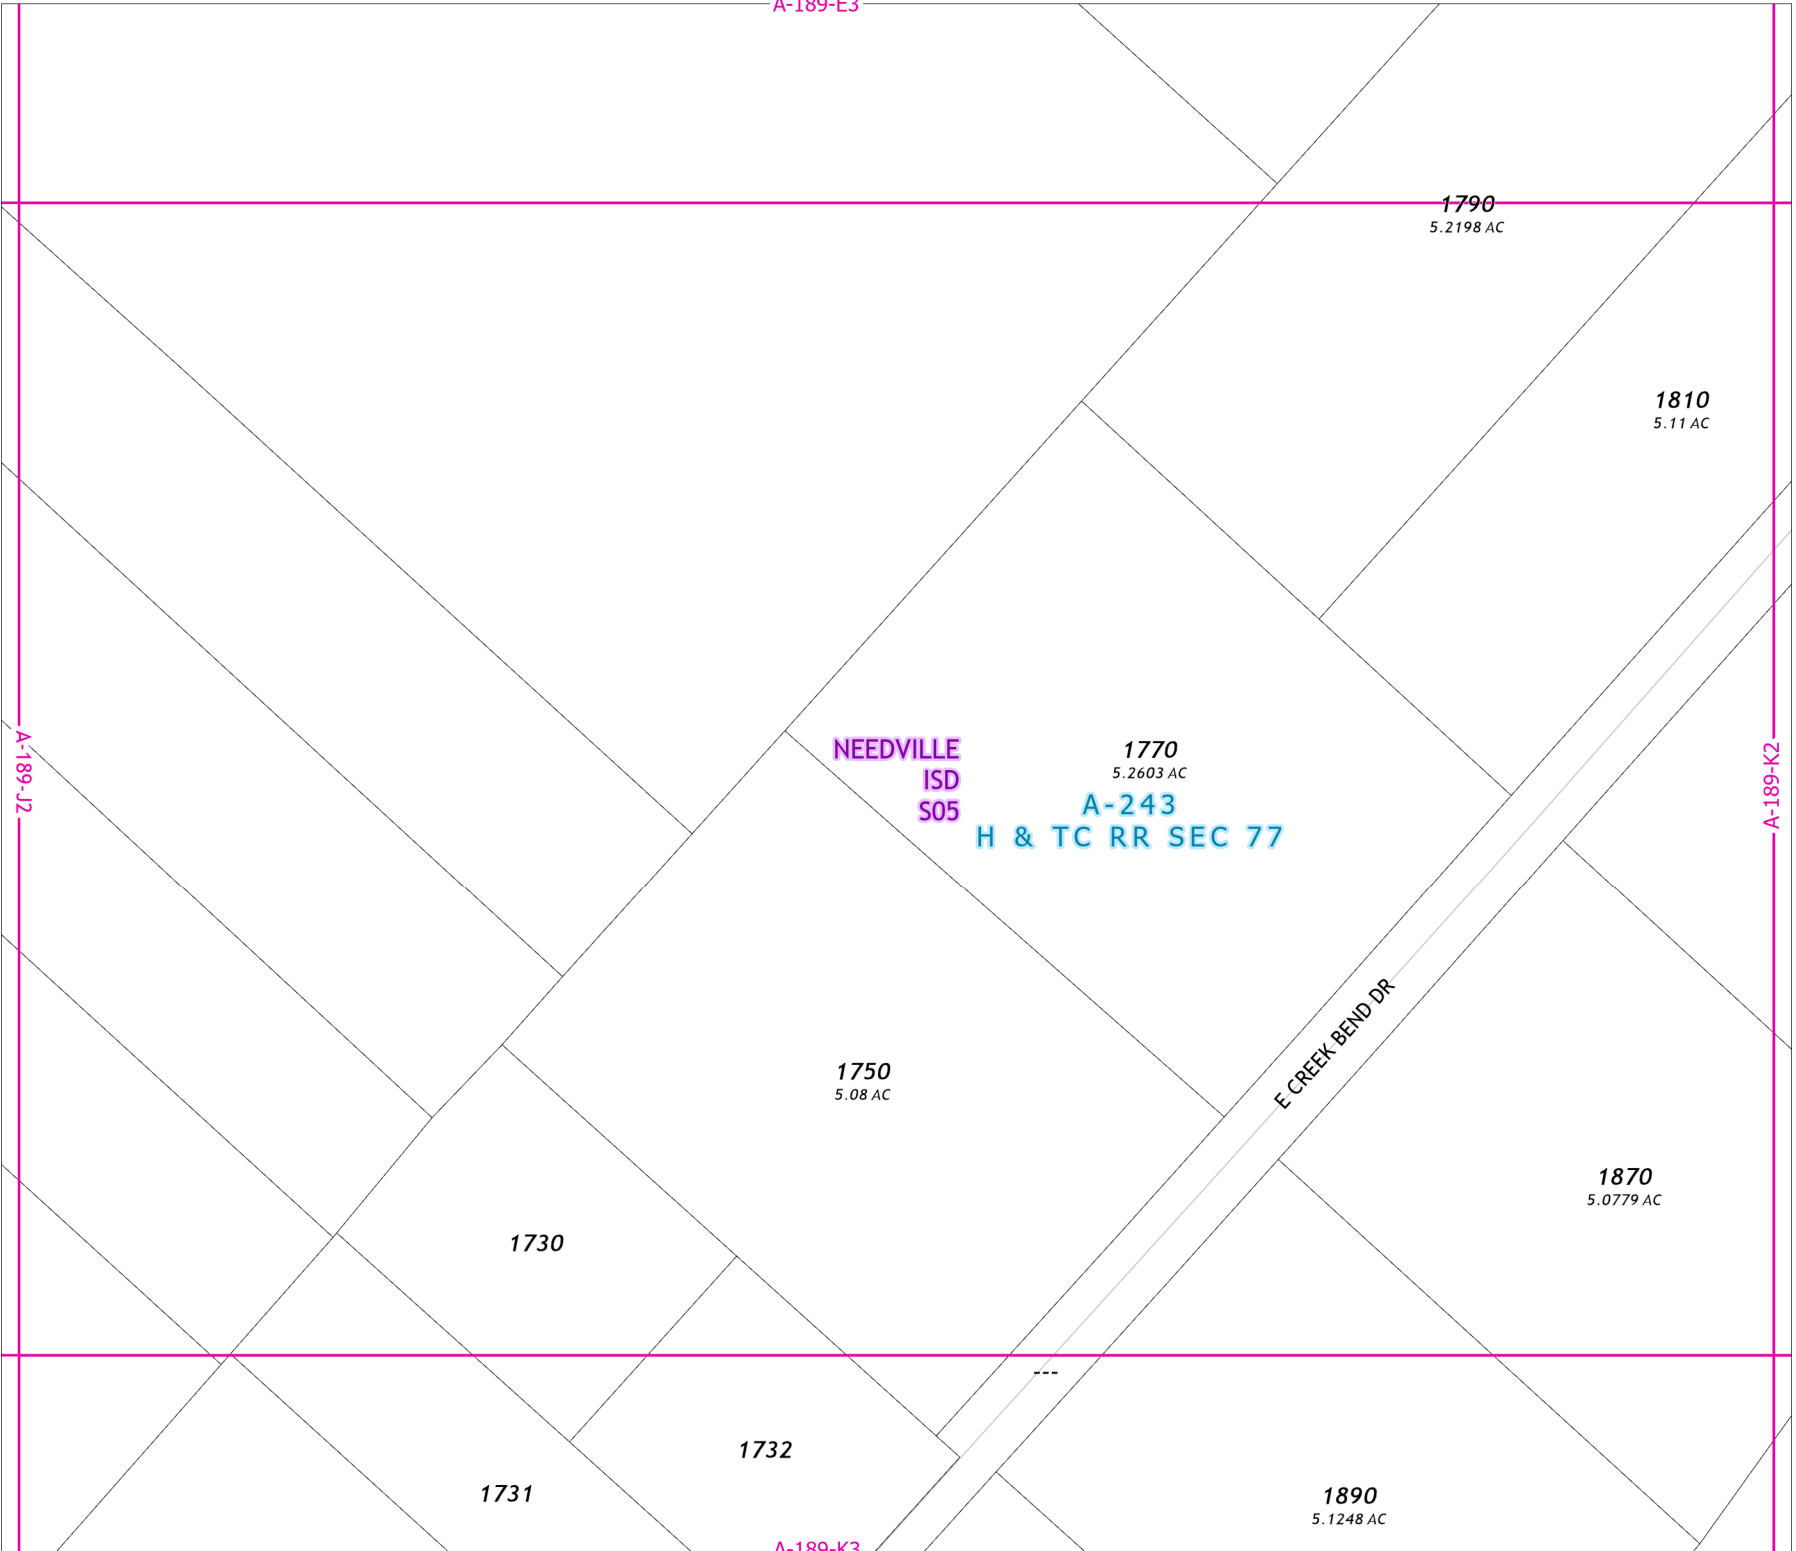 A-189-E3
1790
5.2198 AC
1810
5.11 AC
NEEDVILLE
ISD
S05
1770
5.2603 AC
A-243
H & TC RR SEC 77
A-189-J2
A-189-K2
E CREEK BEND DR
1750
5.08 AC
1870
5.0779 AC
1730
---
1732
1731
1890
5.1248 AC
A-189-K3